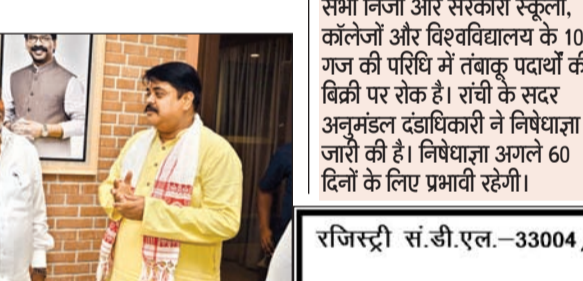 सभी निजी और सरकारी स्कूलों,
कॉलेजों और विश्वविद्यालय के 10
गज की परिधि में तंबाकू पदार्थों की
बिक्री पर रोक है। रांची के सदर
अनुमंडल दंडाधिकारी ने निषेधाज्ञा
जारी की है। निषेधाज्ञा अगले 60
दिनों के लिए प्रभावी रहेगी।
रजिस्ट्री सं.डी.एल.–33004